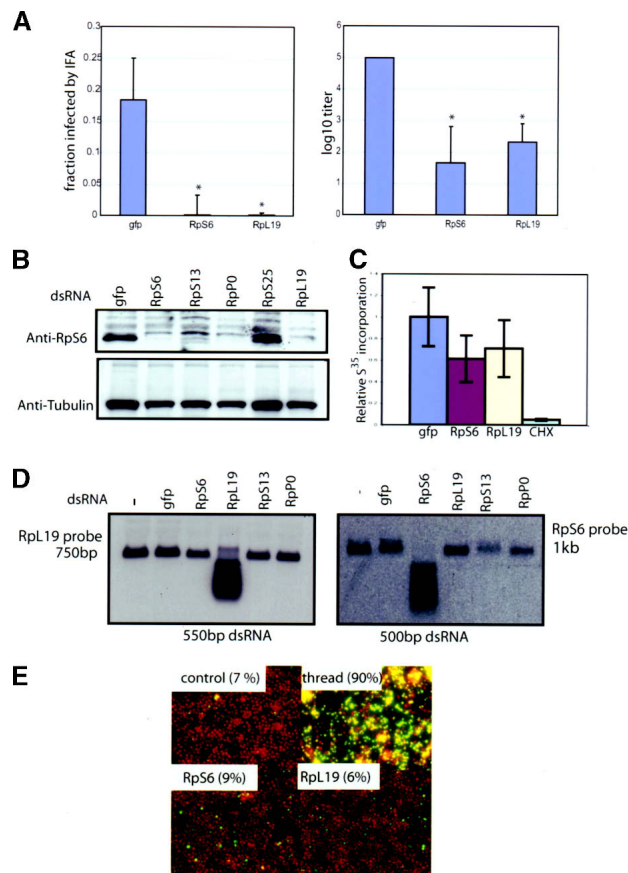 A
fraction infected by IFA
0.3
0.25
0.2
0.15
0.1
0.05
0
* *
gfp RpS6 RpL19
log10 titer
6
5
4
3
2
1
0
* *
gfp RpS6 RpL19
B
dsRNA gfp RpS6 RpS13 RpP0 RpS25 RpL19
Anti-RpS6
Anti-Tubulin
C
Relative S35 incorporation
gfp RpS6 RpL19 CHX
D
dsRNA - gfp RpS6 RpL19 RpS13 RpP0
RpL19 probe
750bp
550bp dsRNA
- gfp RpS6 RpL19 RpS13 RpP0
RpS6 probe
1kb
500bp dsRNA
E
control (7 %) thread (90%)
RpS6 (9%) RpL19 (6%)